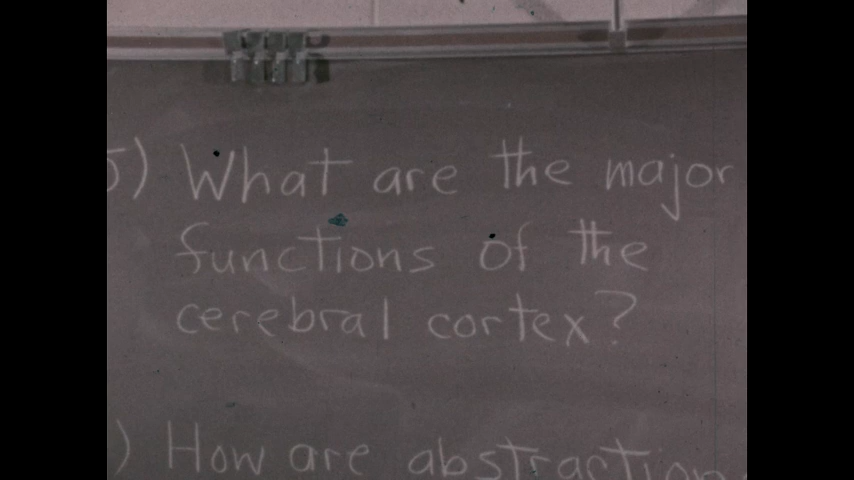 5) What are the major
functions of the
cerebral cortex?
) How are abstraction